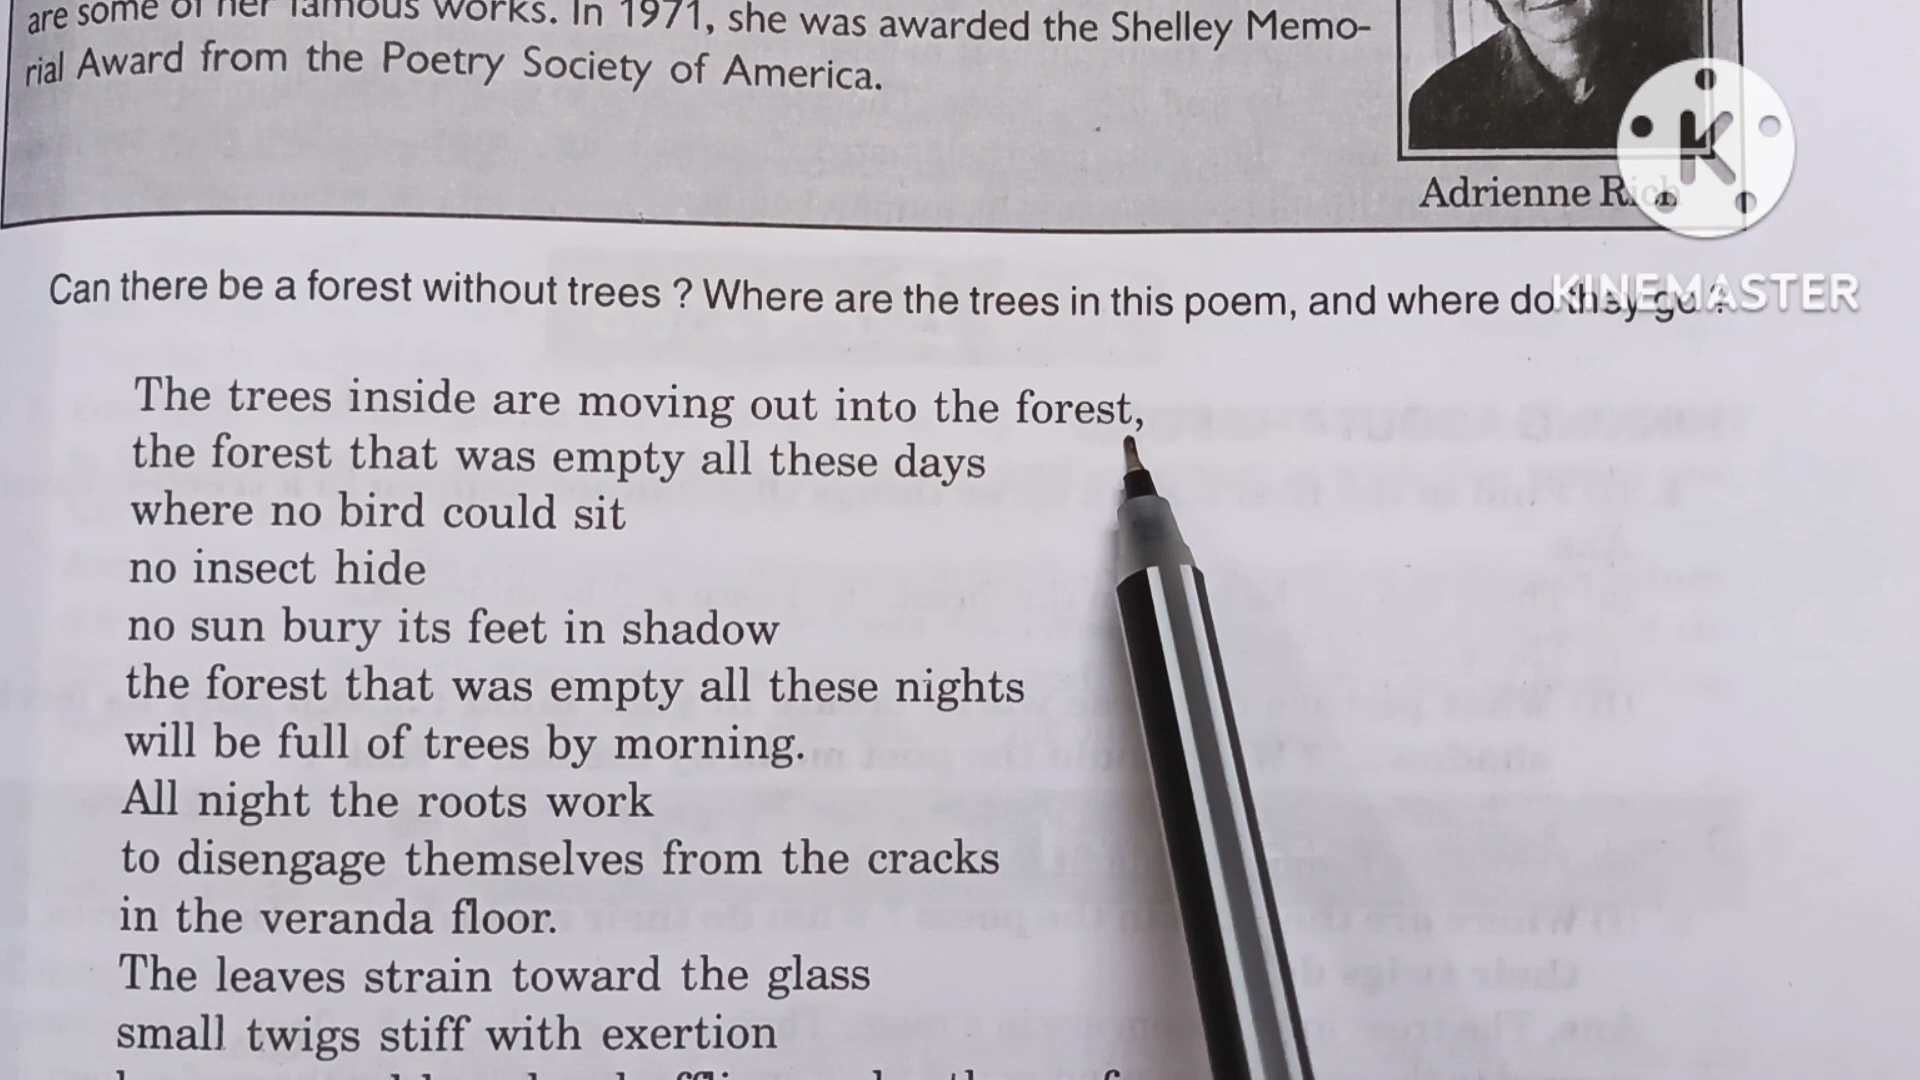 are some of her famous works. In 1971, she was awarded the Shelley Memo-
rial Award from the Poetry Society of America.
Adrienne Rich
Can there be a forest without trees ? Where are the trees in this poem, and where do they go ?
KINEMASTER
The trees inside are moving out into the forest,
the forest that was empty all these days
where no bird could sit
no insect hide
no sun bury its feet in shadow
the forest that was empty all these nights
will be full of trees by morning.
All night the roots work
to disengage themselves from the cracks
in the veranda floor.
The leaves strain toward the glass
small twigs stiff with exertion